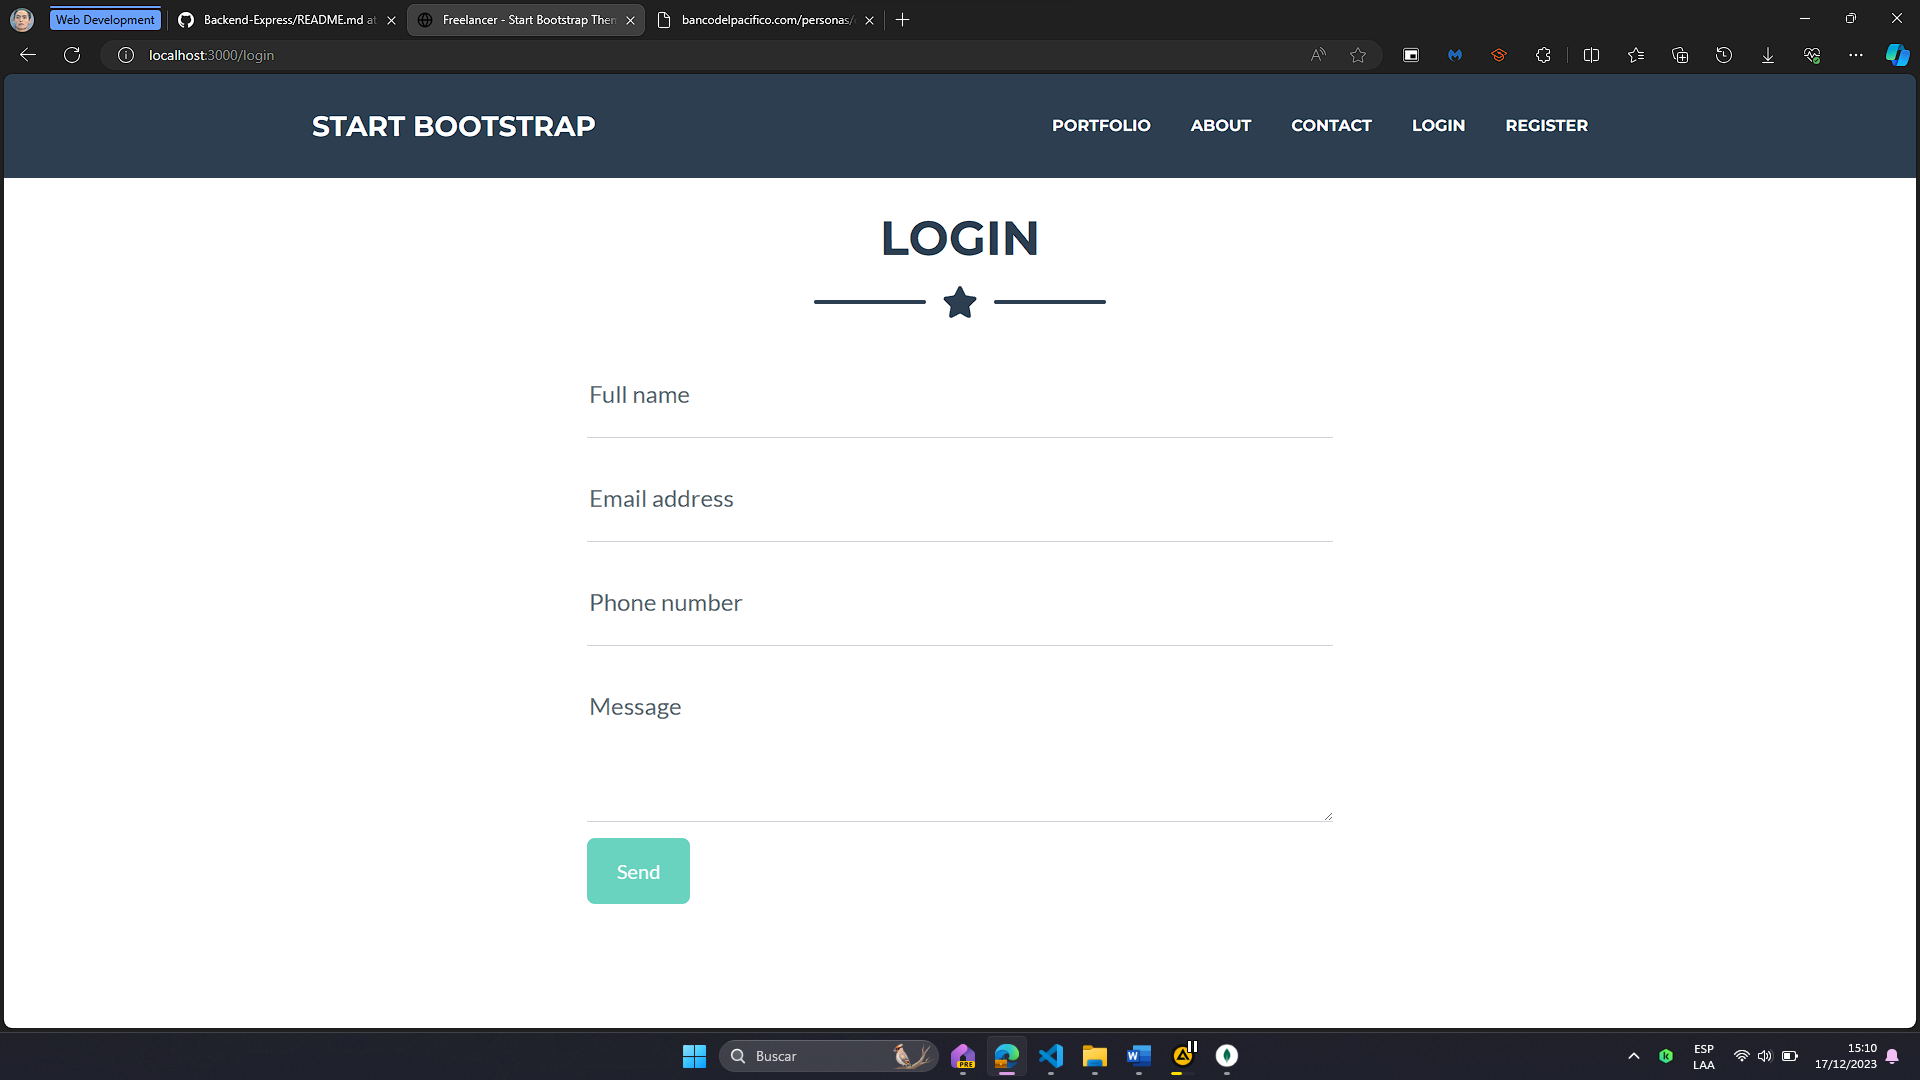 Web Development
Backend-Express/README.md at
Freelancer - Start Bootstrap Them
bancodelpacifico.com/personas/
localhost:3000/login
START BOOTSTRAP
PORTFOLIO
ABOUT
CONTACT
LOGIN
REGISTER
LOGIN
Full name
Email address
Phone number
Message
Send
Buscar
PRE
ESP
LAA
15:10
17/12/2023